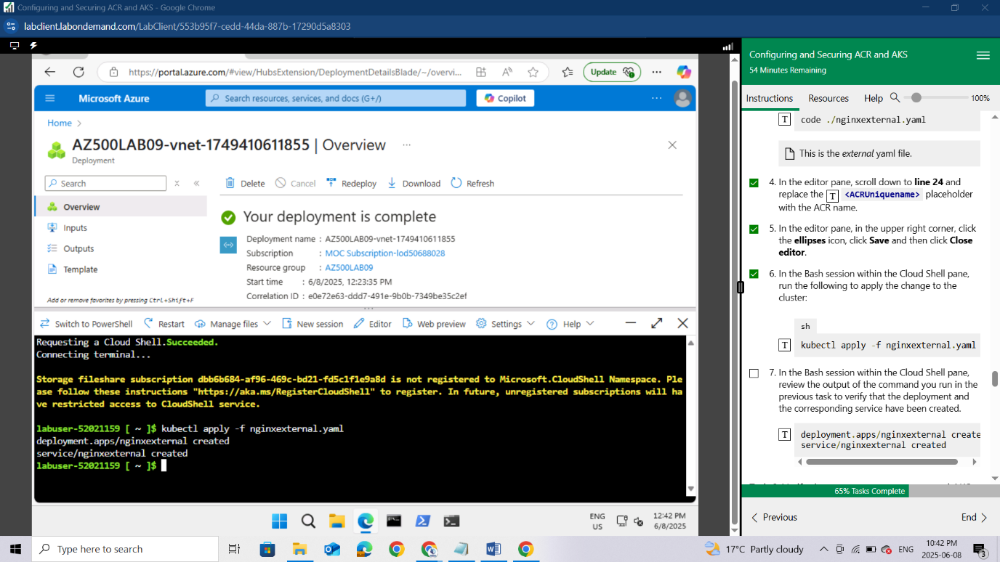 Configuring and Securing ACR and AKS - Google Chrome
labclient.labondemand.com/LabClient/553b95f7-cedd-44da-887b-17290d5a8303
https://portal.azure.com/#view/HubsExtension/DeploymentDetailsBlade/~/overvi...
Update
Microsoft Azure
Search resources, services, and docs (G+/)
Copilot
Home
AZ500LAB09-vnet-1749410611855 | Overview
Deployment
Search
Delete
Cancel
Redeploy
Download
Refresh
Overview
Inputs
Outputs
Template
Add or remove favorites by pressing Ctrl+Shift+F
Your deployment is complete
Deployment name : AZ500LAB09-vnet-1749410611855
Subscription : MOC Subscription-lod50688028
Resource group : AZ500LAB09
Start time : 6/8/2025, 12:23:35 PM
Correlation ID : e0e72e63-ddd7-491e-9b0b-7349be35c2ef
Switch to PowerShell
Restart
Manage files
New session
Editor
Web preview
Settings
Help
Requesting a Cloud Shell.Succeeded.
Connecting terminal...
Storage fileshare subscription dbb6b684-af96-469c-bd21-fd5c1f1e9a8d is not registered to Microsoft.CloudShell Namespace. Ple
ase follow these instructions "https://aka.ms/RegisterCloudShell" to register. In future, unregistered subscriptions will ha
ve restricted access to CloudShell service.
labuser-52021159 [ ~ ]$ kubectl apply -f nginxexternal.yaml
deployment.apps/nginxexternal created
service/nginxexternal created
labuser-52021159 [ ~ ]$
ENG
US
12:42 PM
6/8/2025
Configuring and Securing ACR and AKS
54 Minutes Remaining
Instructions
Resources
Help
100%
T
code ./nginxexternal.yaml
This is the external yaml file.
4. In the editor pane, scroll down to line 24 and
replace the T <ACRUniquename> placeholder
with the ACR name.
5. In the editor pane, in the upper right corner, click
the ellipses icon, click Save and then click Close
editor.
6. In the Bash session within the Cloud Shell pane,
run the following to apply the change to the
cluster:
sh
T
kubectl apply -f nginxexternal.yaml
7. In the Bash session within the Cloud Shell pane,
review the output of the command you run in the
previous task to verify that the deployment and
the corresponding service have been created.
T
deployment.apps/nginxexternal create
service/nginxexternal created
65% Tasks Complete
Previous
End
Type here to search
17°C Partly cloudy
ENG
10:42 PM
2025-06-08
3